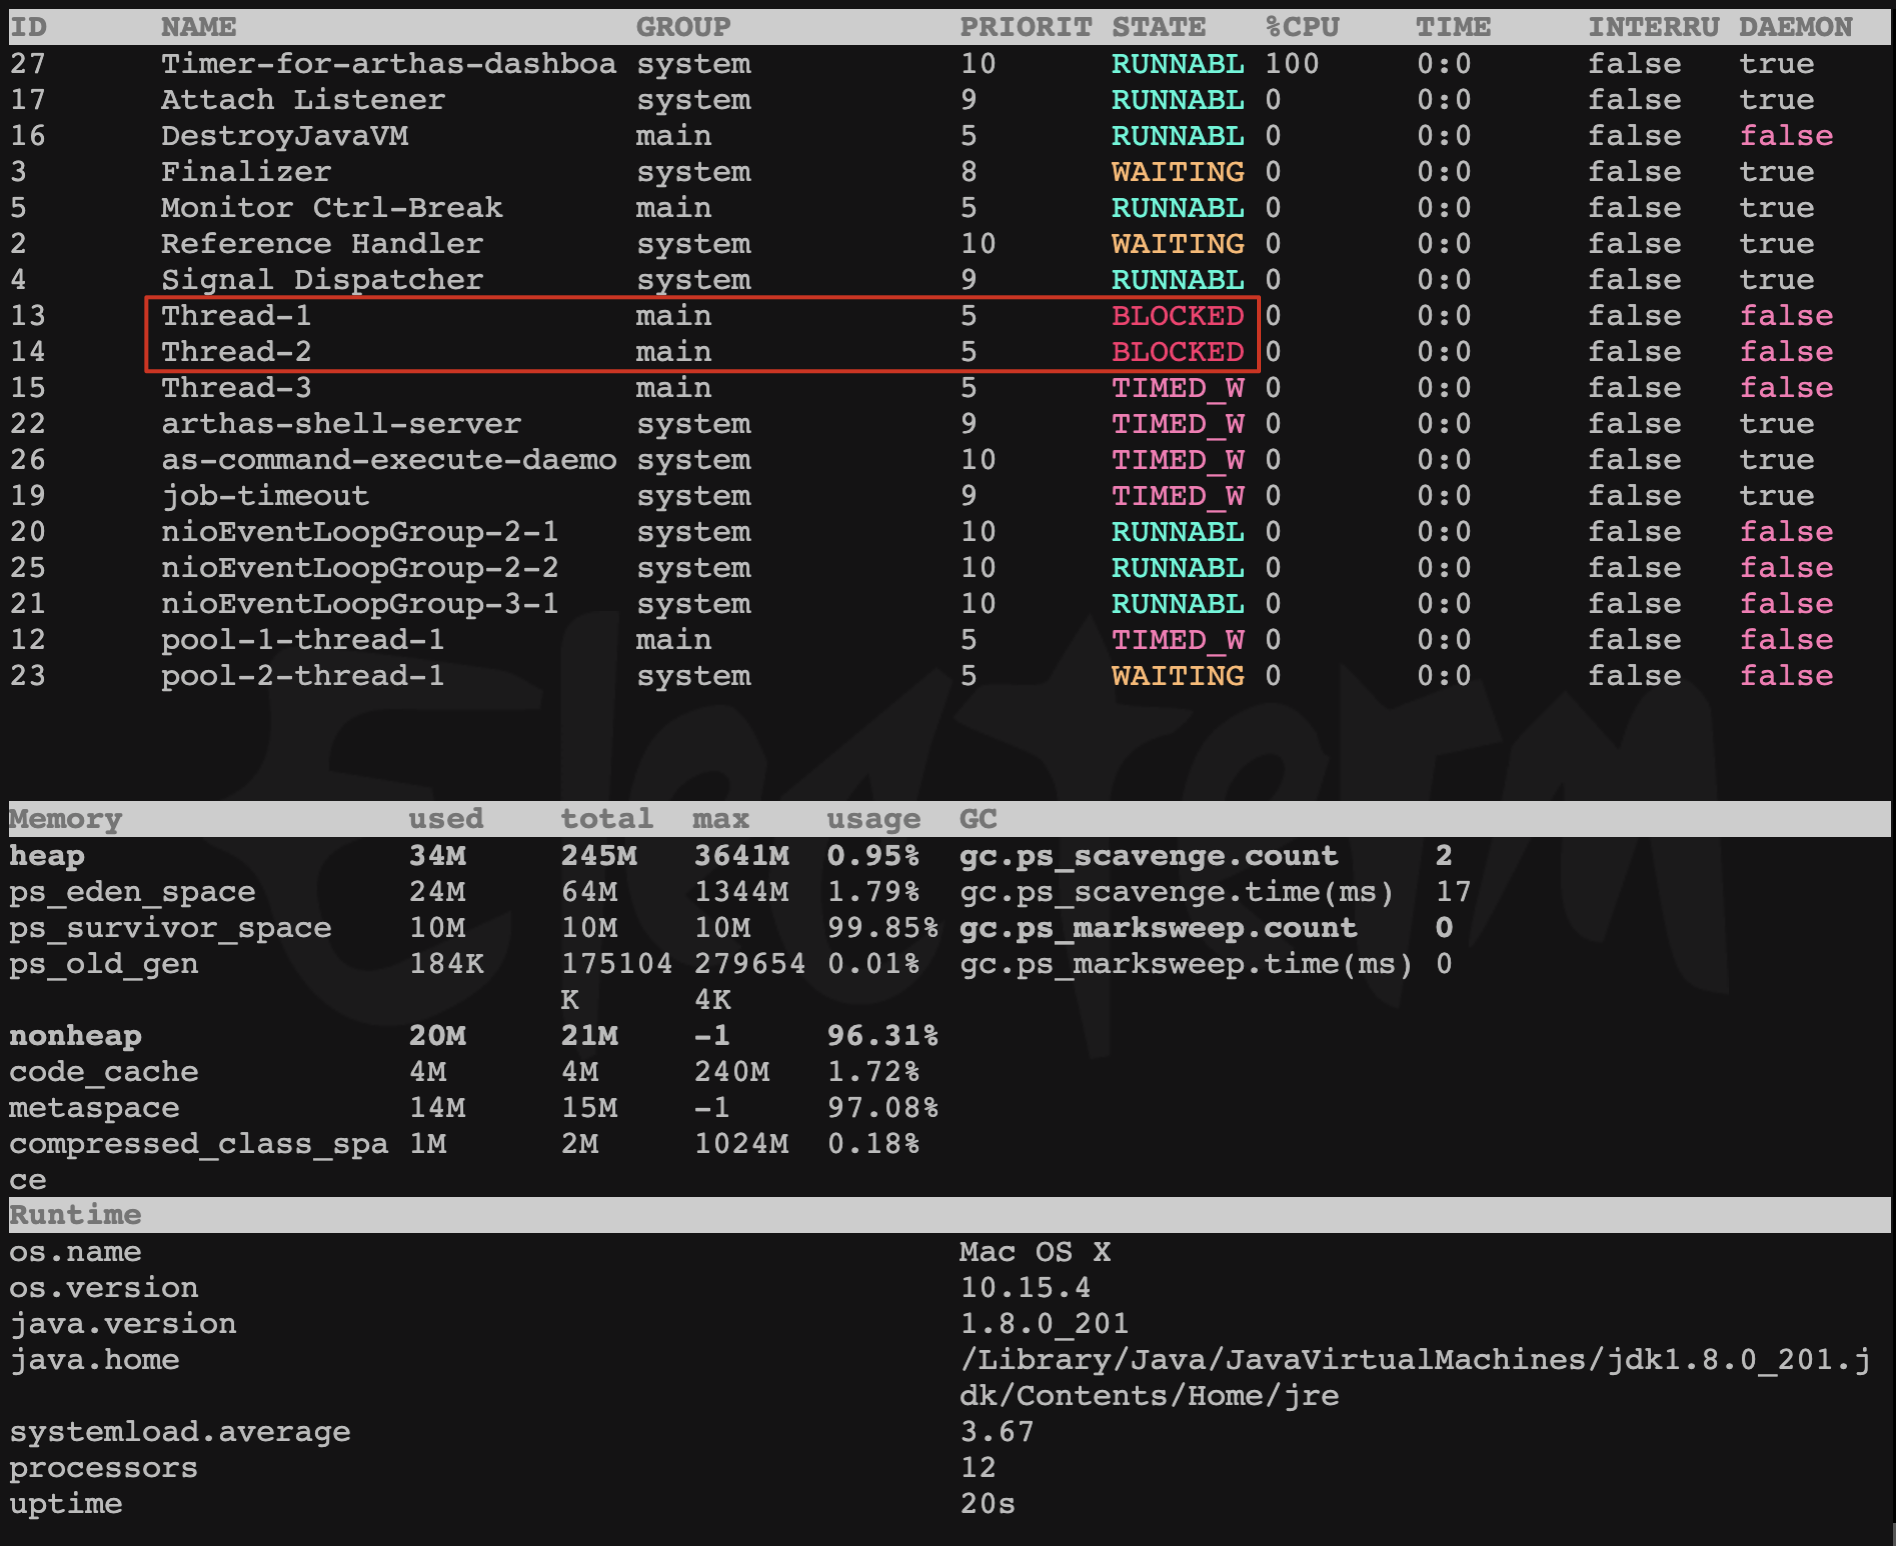 ID NAME GROUP PRIORIT STATE %CPU TIME INTERRU DAEMON
27 Timer-for-arthas-dashboa system 10 RUNNABL 100 0:0 false true
17 Attach Listener system 9 RUNNABL 0 0:0 false true
16 DestroyJavaVM main 5 RUNNABL 0 0:0 false false
3 Finalizer system 8 WAITING 0 0:0 false true
5 Monitor Ctrl-Break main 5 RUNNABL 0 0:0 false true
2 Reference Handler system 10 WAITING 0 0:0 false true
4 Signal Dispatcher system 9 RUNNABL 0 0:0 false true
13 Thread-1 main 5 BLOCKED 0 0:0 false false
14 Thread-2 main 5 BLOCKED 0 0:0 false false
15 Thread-3 main 5 TIMED_W 0 0:0 false false
22 arthas-shell-server system 9 TIMED_W 0 0:0 false true
26 as-command-execute-daemo system 10 TIMED_W 0 0:0 false true
19 job-timeout system 9 TIMED_W 0 0:0 false true
20 nioEventLoopGroup-2-1 system 10 RUNNABL 0 0:0 false false
25 nioEventLoopGroup-2-2 system 10 RUNNABL 0 0:0 false false
21 nioEventLoopGroup-3-1 system 10 RUNNABL 0 0:0 false false
12 pool-1-thread-1 main 5 TIMED_W 0 0:0 false false
23 pool-2-thread-1 system 5 WAITING 0 0:0 false false
Electerm
Memory used total max usage GC
heap 34M 245M 3641M 0.95% gc.ps_scavenge.count 2
ps_eden_space 24M 64M 1344M 1.79% gc.ps_scavenge.time(ms) 17
ps_survivor_space 10M 10M 10M 99.85% gc.ps_marksweep.count 0
ps_old_gen 184K 175104 279654 0.01% gc.ps_marksweep.time(ms) 0
K 4K
nonheap 20M 21M -1 96.31%
code_cache 4M 4M 240M 1.72%
metaspace 14M 15M -1 97.08%
compressed_class_spa 1M 2M 1024M 0.18%
ce
Runtime
os.name Mac OS X
os.version 10.15.4
java.version 1.8.0_201
java.home /Library/Java/JavaVirtualMachines/jdk1.8.0_201.j
dk/Contents/Home/jre
systemload.average 3.67
processors 12
uptime 20s